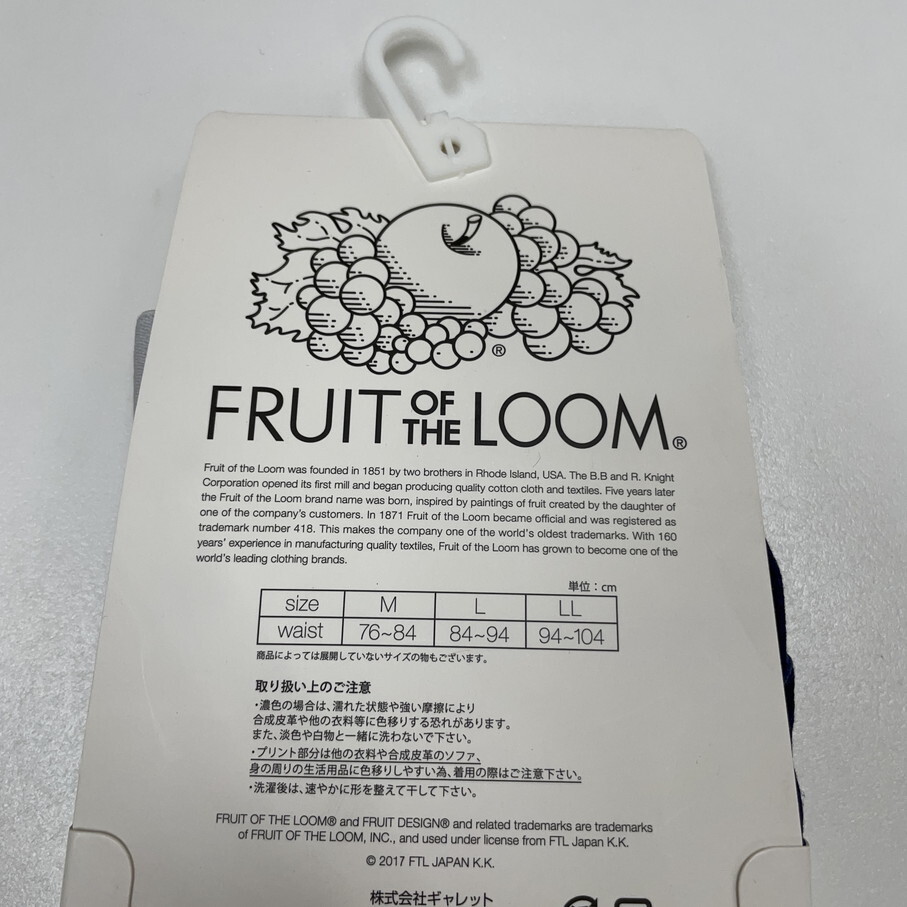 ®
FRUIT OF THE LOOM®
Fruit of the Loom was founded in 1851 by two brothers in Rhode Island, USA. The B.B and R. Knight
Corporation opened its first mill and began producing quality cotton cloth and textiles. Five years later
the Fruit of the Loom brand name was born, inspired by paintings of fruit created by the daughter of
one of the company's customers. In 1871 Fruit of the Loom became official and was registered as
trademark number 418. This makes the company one of the world's oldest trademarks. With 160
years' experience in manufacturing quality textiles, Fruit of the Loom has grown to become one of the
world's leading clothing brands.
単位：cm
size M L LL
waist 76~84 84~94 94~104
商品によっては展開していないサイズの物もございます。
取り扱い上のご注意
・濃色の場合は、濡れた状態や強い摩擦により
合成皮革や他の衣料等に色移りする恐れがあります。
また、淡色や白物と一緒に洗わないで下さい。
・プリント部分は他の衣料や合成皮革のソファ、
身の周りの生活用品に色移りしやすい為、着用の際はご注意下さい。
・洗濯後は、速やかに形を整えて干して下さい。
FRUIT OF THE LOOM® and FRUIT DESIGN® and related trademarks are trademarks
of FRUIT OF THE LOOM, INC., and used under license from FTL Japan K.K.
© 2017 FTL JAPAN K.K.
株式会社ギャレット